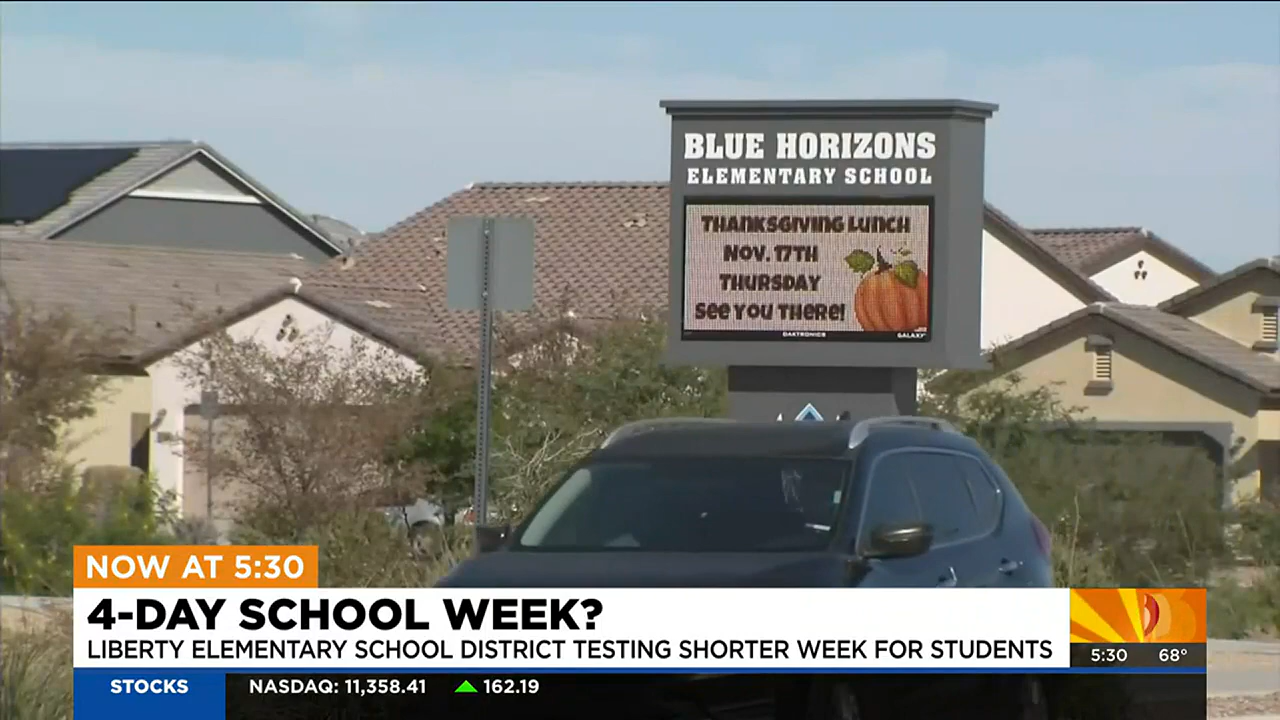 BLUE HORIZONS
ELEMENTARY SCHOOL
THANKSGIVING LUNCH
NOV. 17TH
THURSDAY
SEE YOU THERE!
DAKTRONICS
GALAXY
NOW AT 5:30
4-DAY SCHOOL WEEK?
LIBERTY ELEMENTARY SCHOOL DISTRICT TESTING SHORTER WEEK FOR STUDENTS
5:30 68°
STOCKS NASDAQ: 11,358.41 162.19